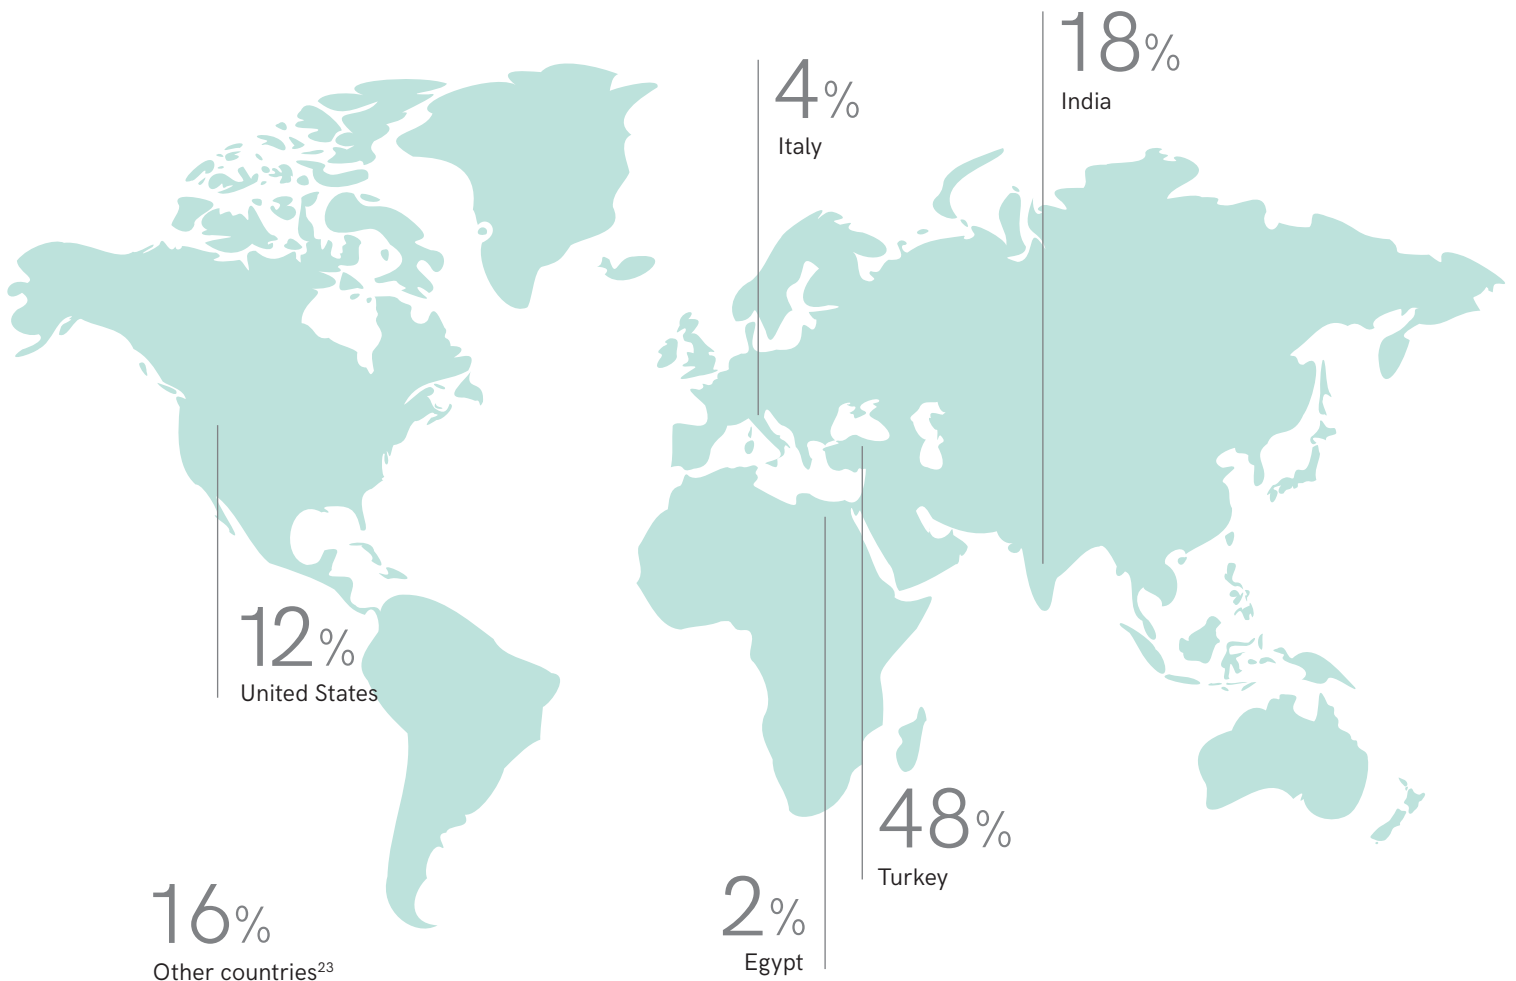 18%
India
4%
Italy
12%
United States
48%
Turkey
2%
Egypt
16%
Other countries²³